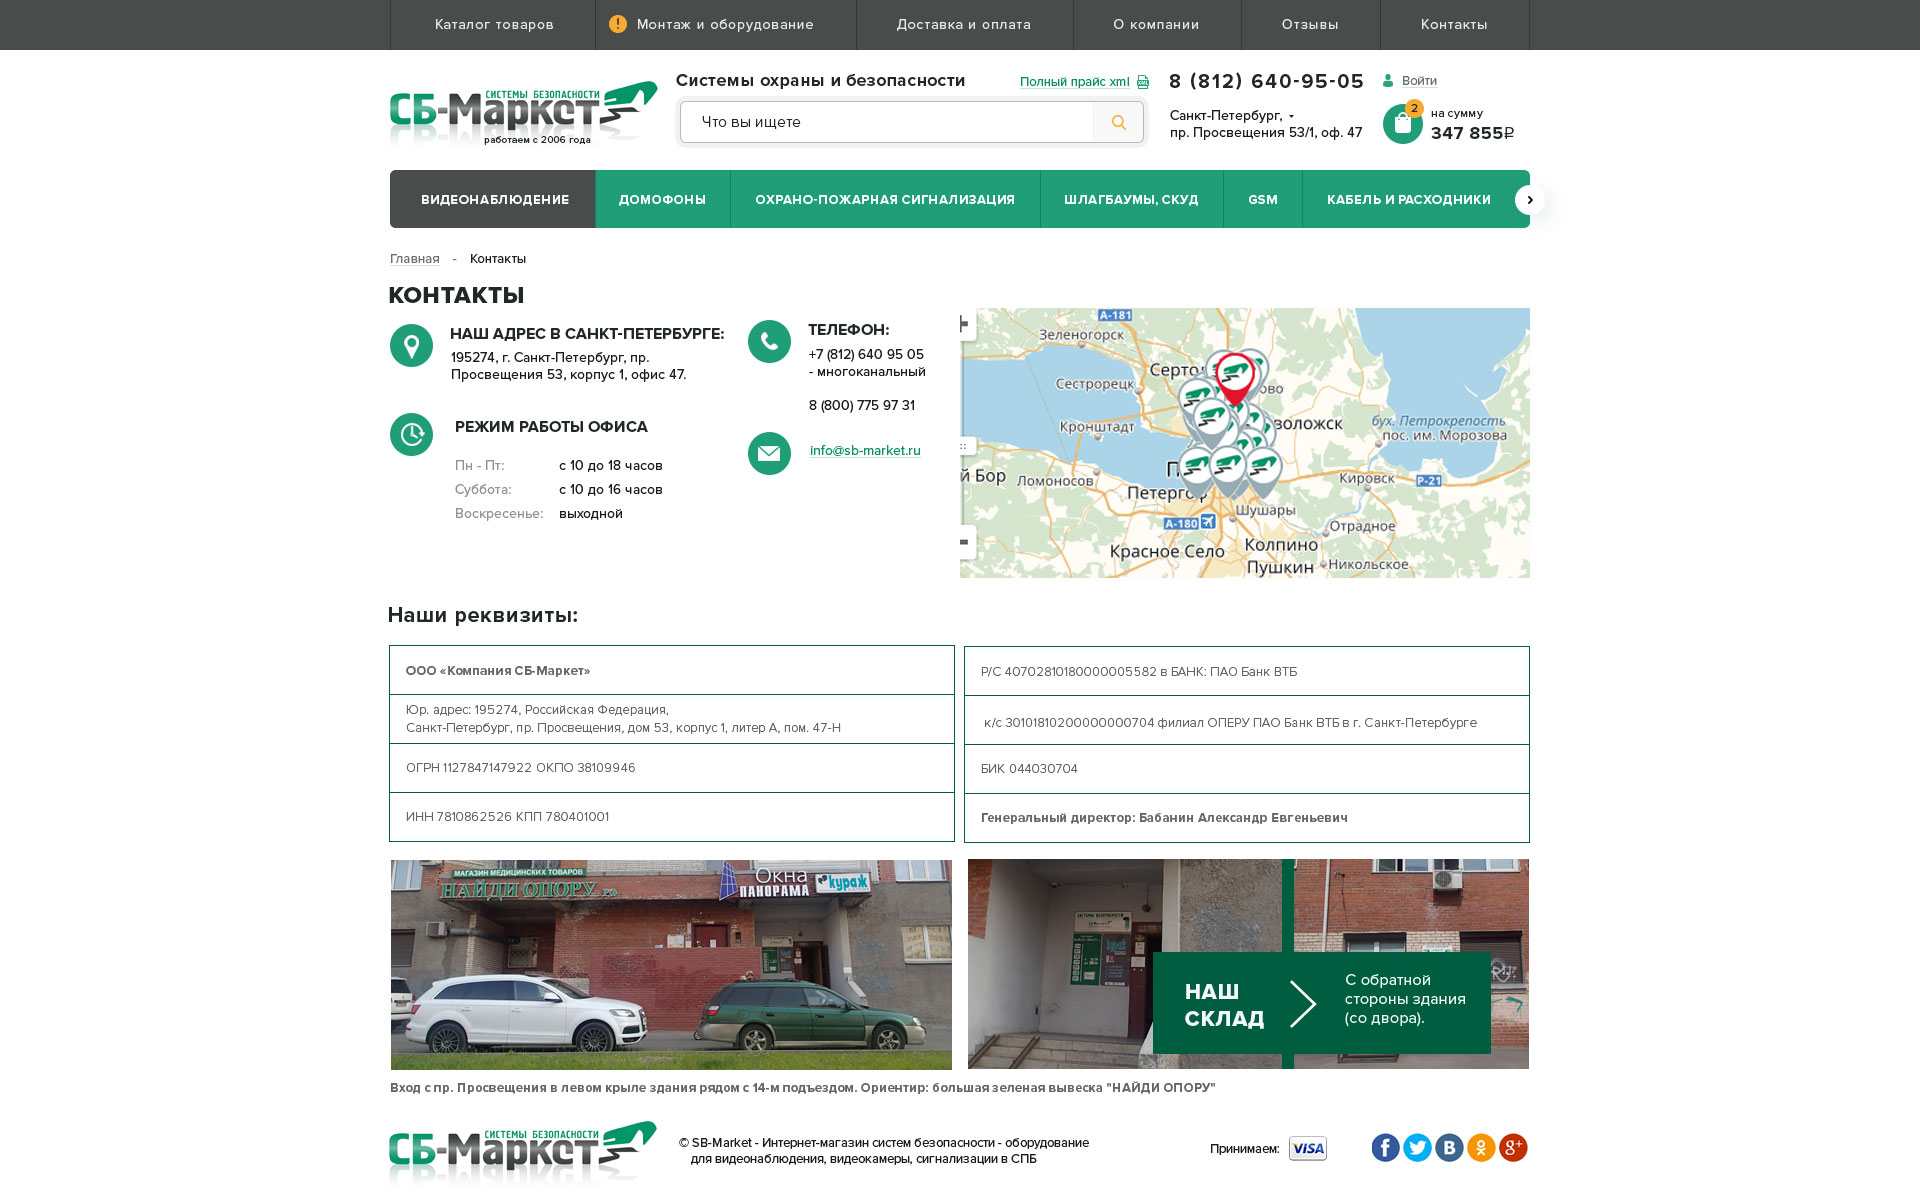 Каталог товаров
! Монтаж и оборудование
Доставка и оплата
О компании
Отзывы
Контакты
СИСТЕМЫ БЕЗОПАСНОСТИ
СБ-Маркет
работаем с 2006 года
Системы охраны и безопасности
Полный прайс xml
Что вы ищете
8 (812) 640-95-05
Санкт-Петербург,
пр. Просвещения 53/1, оф. 47
Войти
2
на сумму
347 855₽
ВИДЕОНАБЛЮДЕНИЕ
ДОМОФОНЫ
ОХРАНО-ПОЖАРНАЯ СИГНАЛИЗАЦИЯ
ШЛАГБАУМЫ, СКУД
GSM
КАБЕЛЬ И РАСХОДНИКИ
Главная - Контакты
КОНТАКТЫ
НАШ АДРЕС В САНКТ-ПЕТЕРБУРГЕ:
195274, г. Санкт-Петербург, пр.
Просвещения 53, корпус 1, офис 47.
РЕЖИМ РАБОТЫ ОФИСА
Пн - Пт: с 10 до 18 часов
Суббота: с 10 до 16 часов
Воскресенье: выходной
ТЕЛЕФОН:
+7 (812) 640 95 05
- многоканальный
8 (800) 775 97 31
info@sb-market.ru
А-181
Зеленогорск
Сестрорецк
Серто
ово
Кронштадт
воложск
бух. Петрокрепость
пос. им. Морозова
й Бор
Ломоносов
П
Петергоф
Кировск
Р-21
А-180
Шушары
Отрадное
Красное Село
Колпино
Пушкин
Никольское
Наши реквизиты:
ООО «Компания СБ-Маркет»
Юр. адрес: 195274, Российская Федерация,
Санкт-Петербург, пр. Просвещения, дом 53, корпус 1, литер А, пом. 47-Н
ОГРН 1127847147922 ОКПО 38109946
ИНН 7810862526 КПП 780401001
Р/С 40702810180000005582 в БАНК: ПАО Банк ВТБ
к/с 30101810200000000704 филиал ОПЕРУ ПАО Банк ВТБ в г. Санкт-Петербурге
БИК 044030704
Генеральный директор: Бабанин Александр Евгеньевич
МАГАЗИН МЕДИЦИНСКИХ ТОВАРОВ
НАЙДИ ОПОРУ.РФ
Окна
ПАНОРАМА
кураж
СИСТЕМЫ БЕЗОПАСНОСТИ
НАШ
СКЛАД
С обратной
стороны здания
(со двора).
Вход с пр. Просвещения в левом крыле здания рядом с 14-м подъездом. Ориентир: большая зеленая вывеска "НАЙДИ ОПОРУ"
СИСТЕМЫ БЕЗОПАСНОСТИ
СБ-Маркет
© SB-Market - Интернет-магазин систем безопасности - оборудование
для видеонаблюдения, видеокамеры, сигнализации в СПБ
Принимаем:
VISA